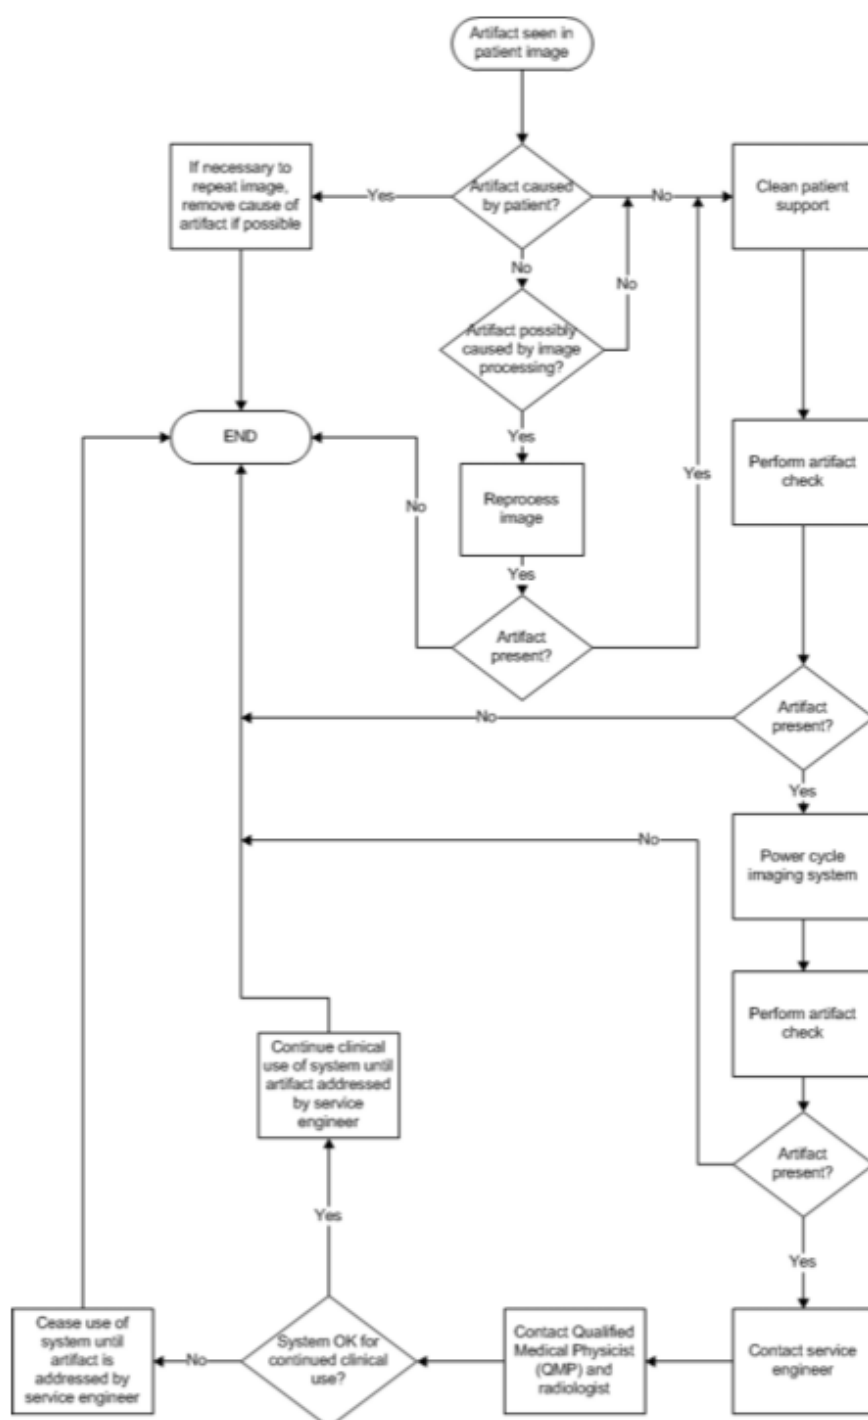 Artifact seen in
patient image
If necessary to
repeat image,
remove cause of
artifact if possible
Yes
Artifact caused
by patient?
No
Clean patient
support
No
No
Artifact possibly
caused by image
processing?
END
Yes
Yes
Perform artifact
check
No
Reprocess
image
Yes
Artifact
present?
No
Artifact
present?
Yes
No
Power cycle
imaging system
Perform artifact
check
Continue clinical
use of system until
artifact addressed
by service
engineer
Artifact
present?
Yes
Yes
Cease use of
system until
artifact is
addressed by
service engineer
No
System OK for
continued clinical
use?
Contact Qualified
Medical Physicist
(QMP) and
radiologist
Contact service
engineer